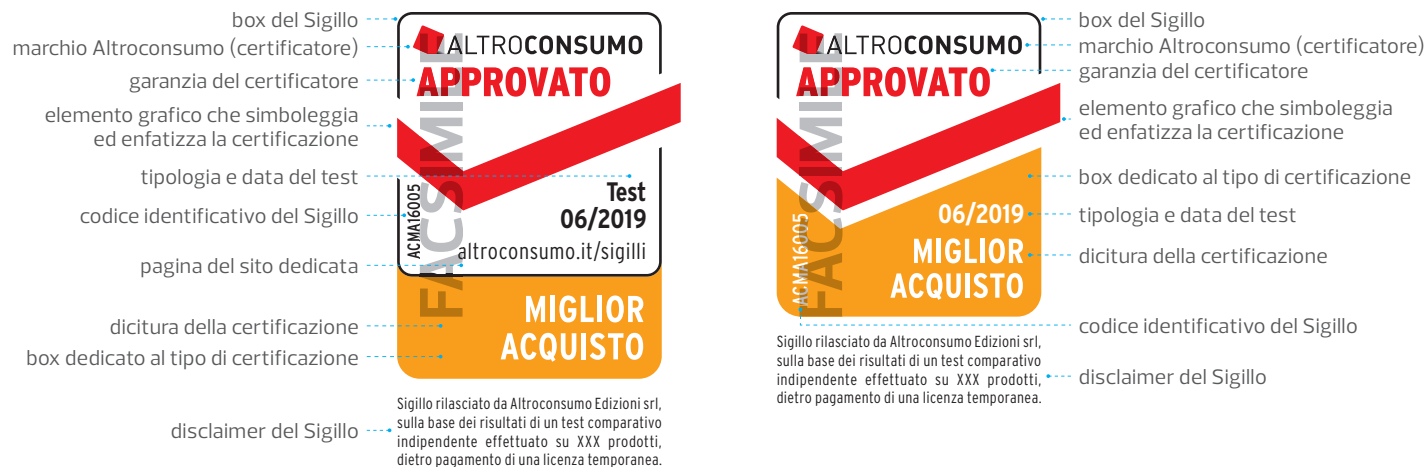 box del Sigillo
marchio Altroconsumo (certificatore)
garanzia del certificatore
elemento grafico che simboleggia
ed enfatizza la certificazione
tipologia e data del test
codice identificativo del Sigillo
pagina del sito dedicata
dicitura della certificazione
box dedicato al tipo di certificazione
disclaimer del Sigillo
ALTROCONSUMO
APPROVATO
FACSIMILE
Test
06/2019
ACMA16005
altroconsumo.it/sigilli
MIGLIOR
ACQUISTO
Sigillo rilasciato da Altroconsumo Edizioni srl,
sulla base dei risultati di un test comparativo
indipendente effettuato su XXX prodotti,
dietro pagamento di una licenza temporanea.
ALTROCONSUMO
APPROVATO
FACSIMILE
06/2019
MIGLIOR
ACQUISTO
ACMA16005
Sigillo rilasciato da Altroconsumo Edizioni srl,
sulla base dei risultati di un test comparativo
indipendente effettuato su XXX prodotti,
dietro pagamento di una licenza temporanea.
box del Sigillo
marchio Altroconsumo (certificatore)
garanzia del certificatore
elemento grafico che simboleggia
ed enfatizza la certificazione
box dedicato al tipo di certificazione
tipologia e data del test
dicitura della certificazione
codice identificativo del Sigillo
disclaimer del Sigillo